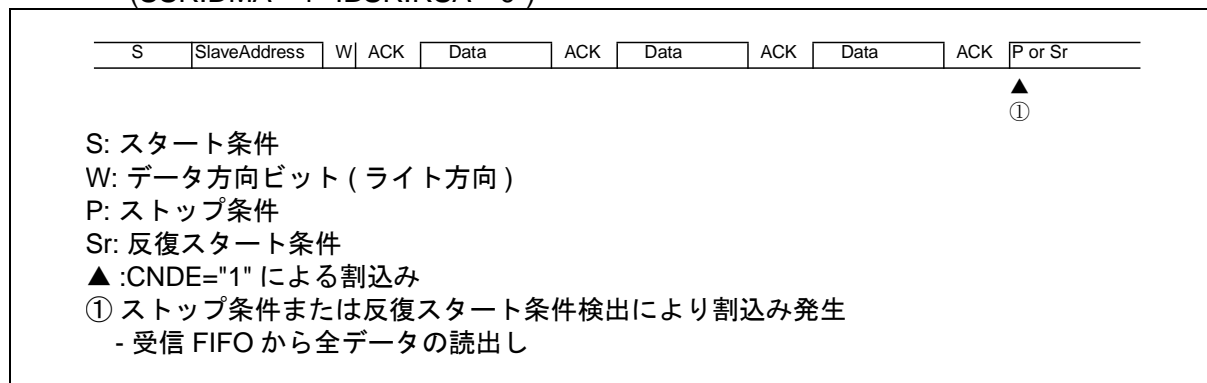 S SlaveAddress W ACK Data ACK Data ACK Data ACK P or Sr
▲
①
S: スタート条件
W: データ方向ビット ( ライト方向 )
P: ストップ条件
Sr: 反復スタート条件
▲ :CNDE="1" による割込み
① ストップ条件または反復スタート条件検出により割込み発生
- 受信 FIFO から全データの読出し